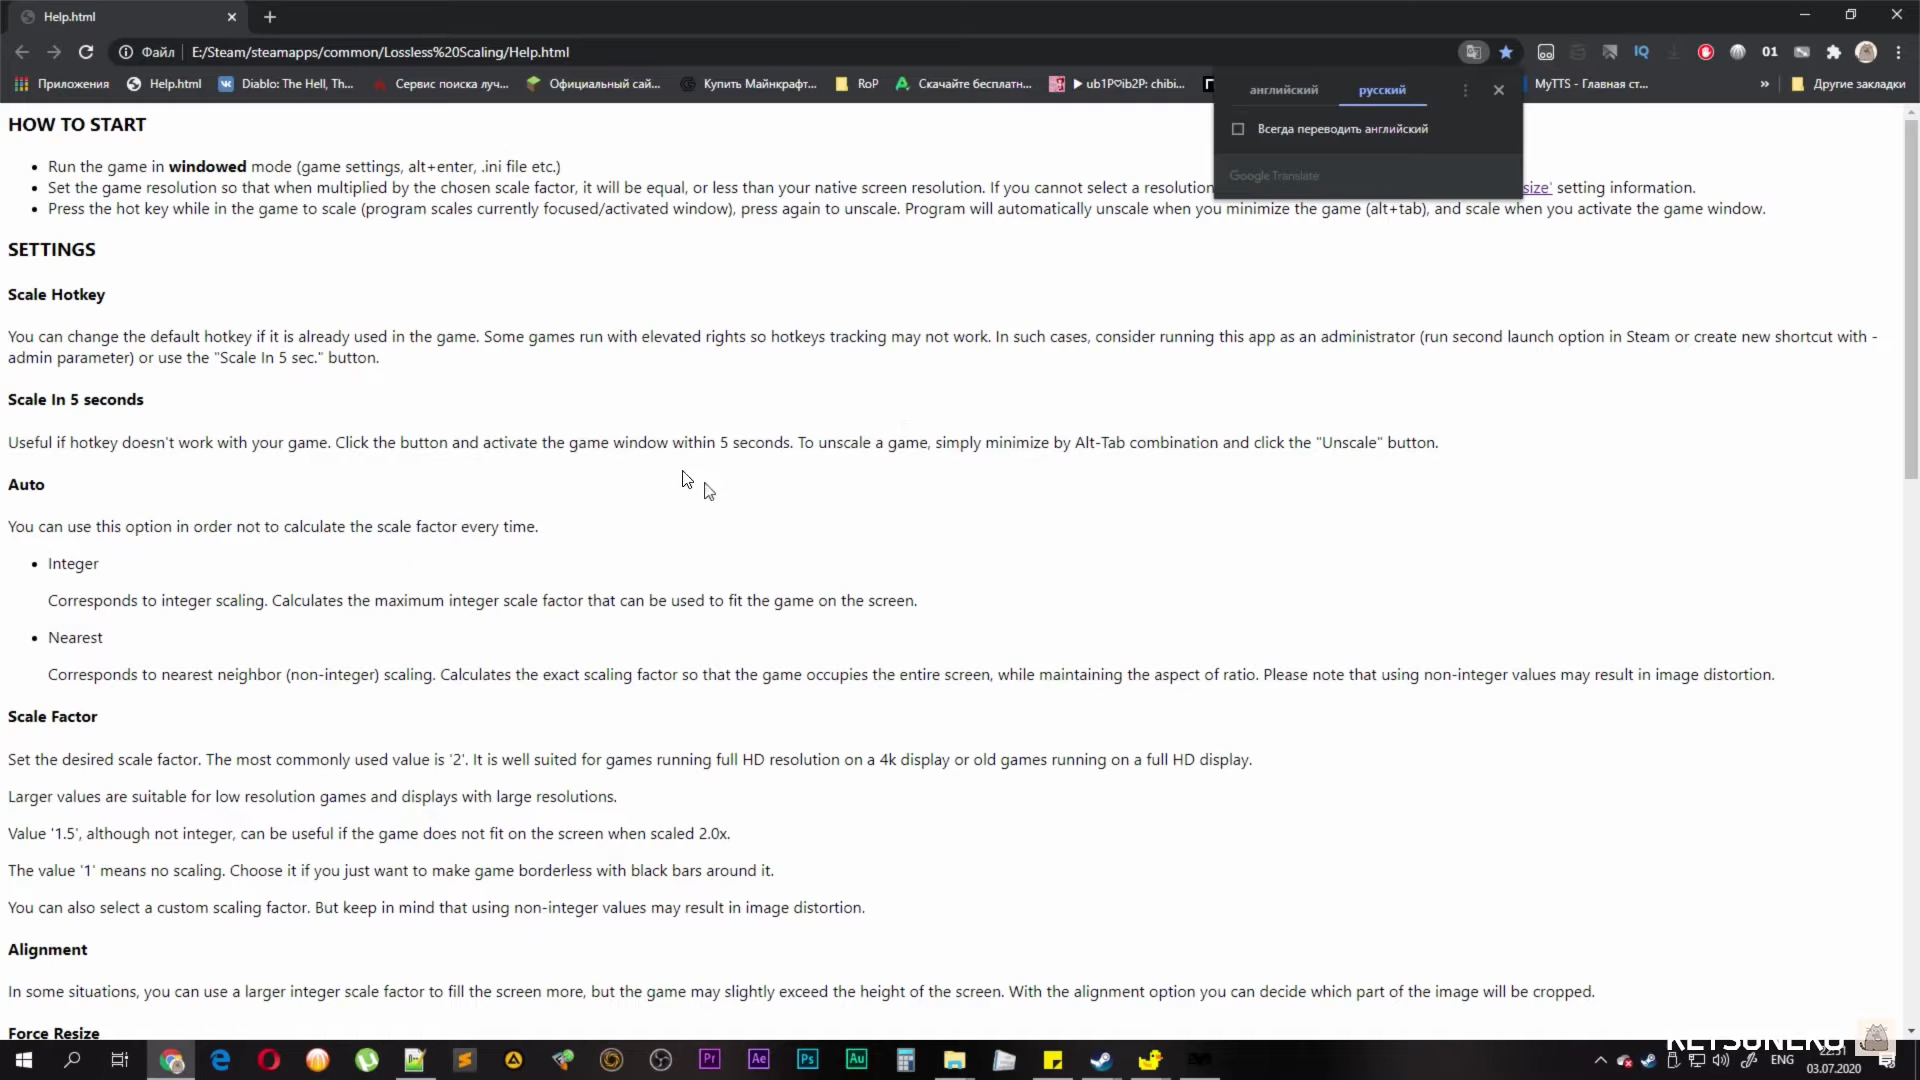 Help.html
Файл | E:/Steam/steamapps/common/Lossless%20Scaling/Help.html
Приложения Help.html Diablo: The Hell, Th... Сервис поиска луч... Официальный сай... Купить Майнкрафт... RoP Скачайте бесплатн... ▶ ub1P♡ib2P: chibi... MyTTS - Главная ст... » Другие закладки
IQ 01
английский русский
Всегда переводить английский
Google Translate
HOW TO START
• Run the game in windowed mode (game settings, alt+enter, .ini file etc.)
• Set the game resolution so that when multiplied by the chosen scale factor, it will be equal, or less than your native screen resolution. If you cannot select a resolution size' setting information.
• Press the hot key while in the game to scale (program scales currently focused/activated window), press again to unscale. Program will automatically unscale when you minimize the game (alt+tab), and scale when you activate the game window.
SETTINGS
Scale Hotkey
You can change the default hotkey if it is already used in the game. Some games run with elevated rights so hotkeys tracking may not work. In such cases, consider running this app as an administrator (run second launch option in Steam or create new shortcut with -
admin parameter) or use the "Scale In 5 sec." button.
Scale In 5 seconds
Useful if hotkey doesn't work with your game. Click the button and activate the game window within 5 seconds. To unscale a game, simply minimize by Alt-Tab combination and click the "Unscale" button.
Auto
You can use this option in order not to calculate the scale factor every time.
• Integer
Corresponds to integer scaling. Calculates the maximum integer scale factor that can be used to fit the game on the screen.
• Nearest
Corresponds to nearest neighbor (non-integer) scaling. Calculates the exact scaling factor so that the game occupies the entire screen, while maintaining the aspect of ratio. Please note that using non-integer values may result in image distortion.
Scale Factor
Set the desired scale factor. The most commonly used value is '2'. It is well suited for games running full HD resolution on a 4k display or old games running on a full HD display.
Larger values are suitable for low resolution games and displays with large resolutions.
Value '1.5', although not integer, can be useful if the game does not fit on the screen when scaled 2.0x.
The value '1' means no scaling. Choose it if you just want to make game borderless with black bars around it.
You can also select a custom scaling factor. But keep in mind that using non-integer values may result in image distortion.
Alignment
In some situations, you can use a larger integer scale factor to fill the screen more, but the game may slightly exceed the height of the screen. With the alignment option you can decide which part of the image will be cropped.
Force Resize
Pr Ae Ps Au
KETSUNEKO
ENG
22:51
03.07.2020